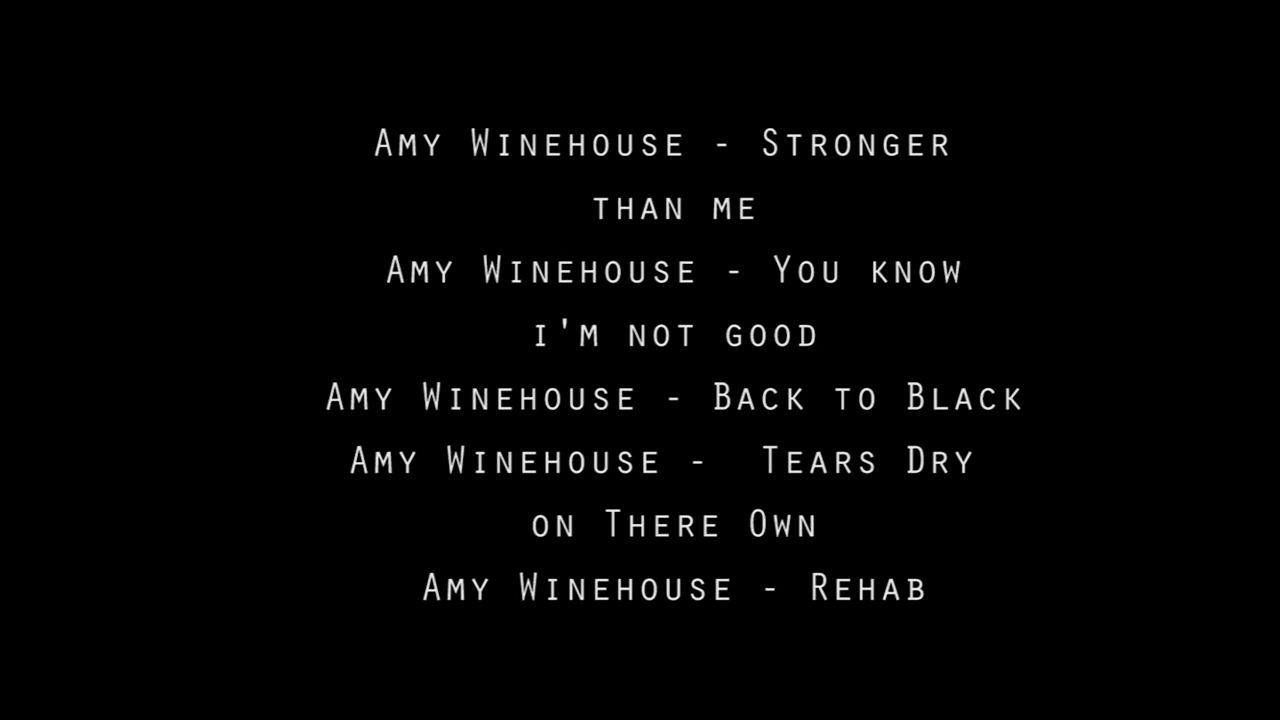 Amy Winehouse - Stronger
than me
Amy Winehouse - You know
i'm not good
Amy Winehouse - Back to Black
Amy Winehouse -  Tears Dry
on There Own
Amy Winehouse - Rehab